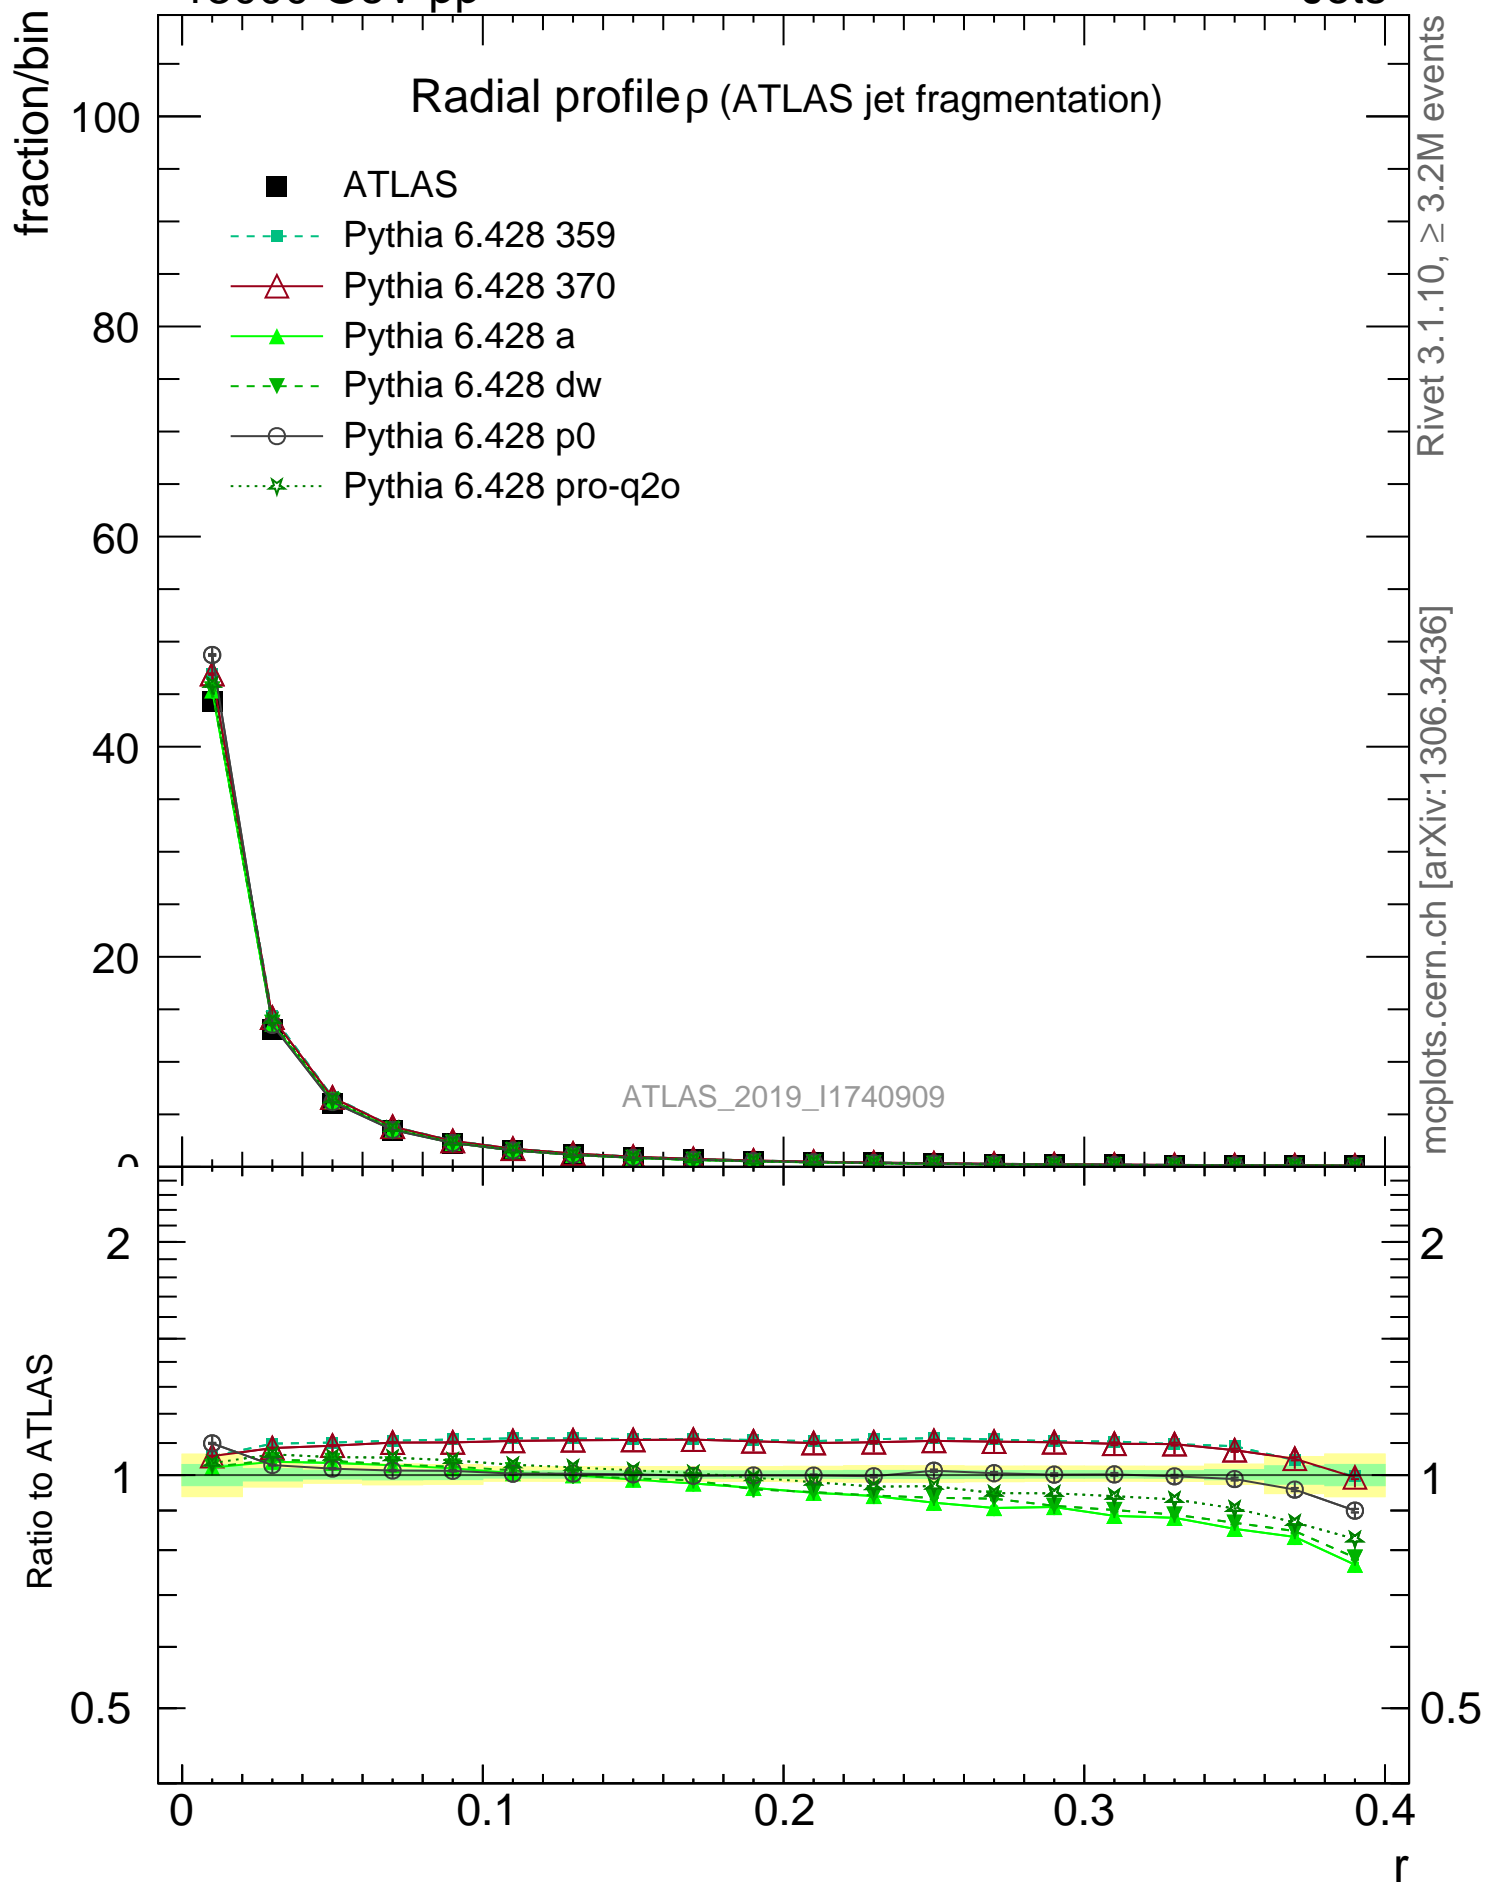 fraction/bin
Radial profile ρ (ATLAS jet fragmentation)
100
80
60
40
20
0
ATLAS
Pythia 6.428 359
Pythia 6.428 370
Pythia 6.428 a
Pythia 6.428 dw
Pythia 6.428 p0
Pythia 6.428 pro-q2o
ATLAS_2019_I1740909
Rivet 3.1.10, ≥ 3.2M events
mcplots.cern.ch [arXiv:1306.3436]
Ratio to ATLAS
2
1
0.5
2
1
0.5
0 0.1 0.2 0.3 0.4
r